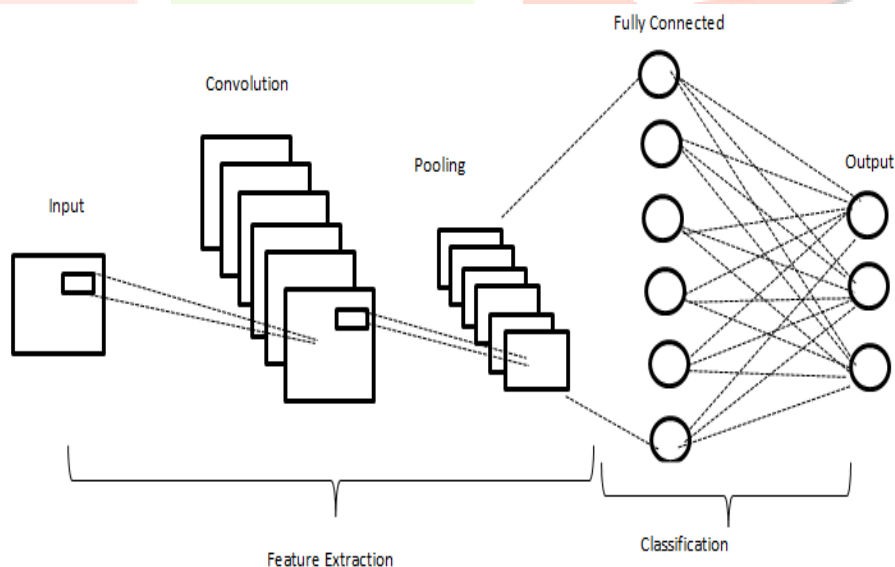 Fully Connected
Convolution
Pooling
Output
Input
Feature Extraction
Classification